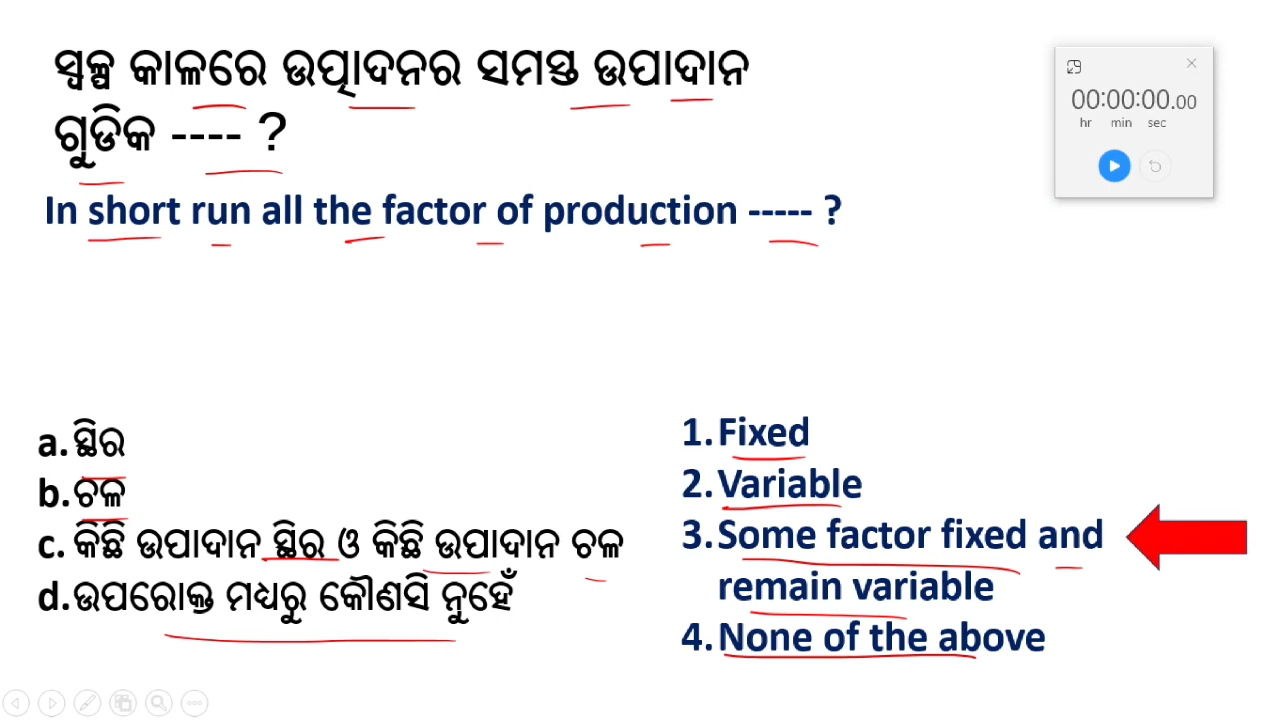 ସ୍ୱଳ୍ପ କାଳରେ ଉତ୍ପାଦନର ସମସ୍ତ ଉପାଦାନ
ଗୁଡିକ ---- ?
In short run all the factor of production ----- ?
00:00:00.00
hr min sec
a. ସ୍ଥିର
b. ଚଳ
c. କିଛି ଉପାଦାନ ସ୍ଥିର ଓ କିଛି ଉପାଦାନ ଚଳ
d. ଉପରୋକ୍ତ ମଧ୍ୟରୁ କୌଣସି ନୁହେଁ
1. Fixed
2. Variable
3. Some factor fixed and
remain variable
4. None of the above